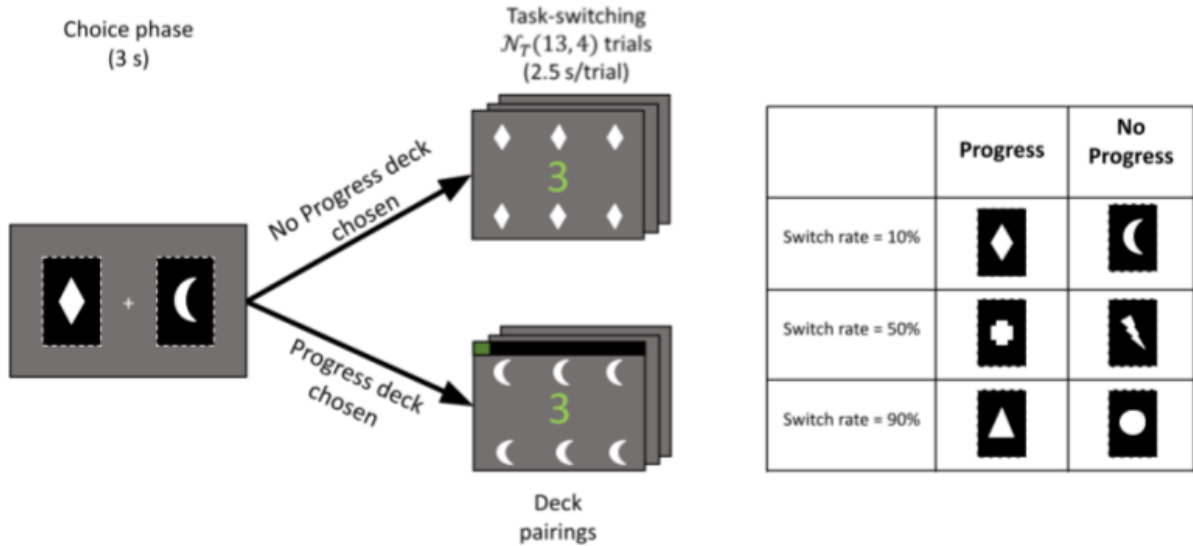 Choice phase
(3 s)
Task-switching
𝒩_T(13, 4) trials
(2.5 s/trial)
No Progress deck
chosen
3
+
Progress deck
chosen
3
Deck
pairings
Progress
No
Progress
Switch rate = 10%
Switch rate = 50%
Switch rate = 90%